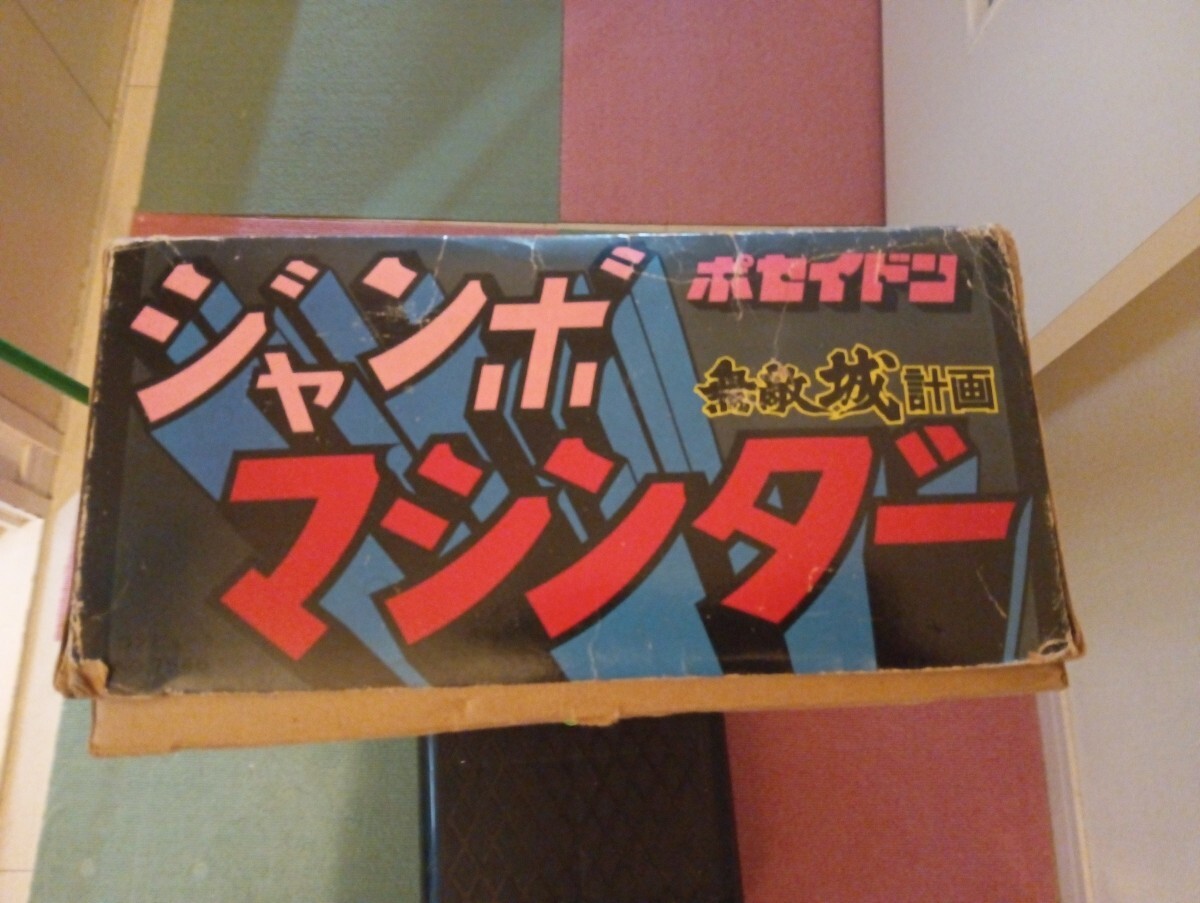 ジャンボ
マシンダー
ポセイドン
無敵城計画